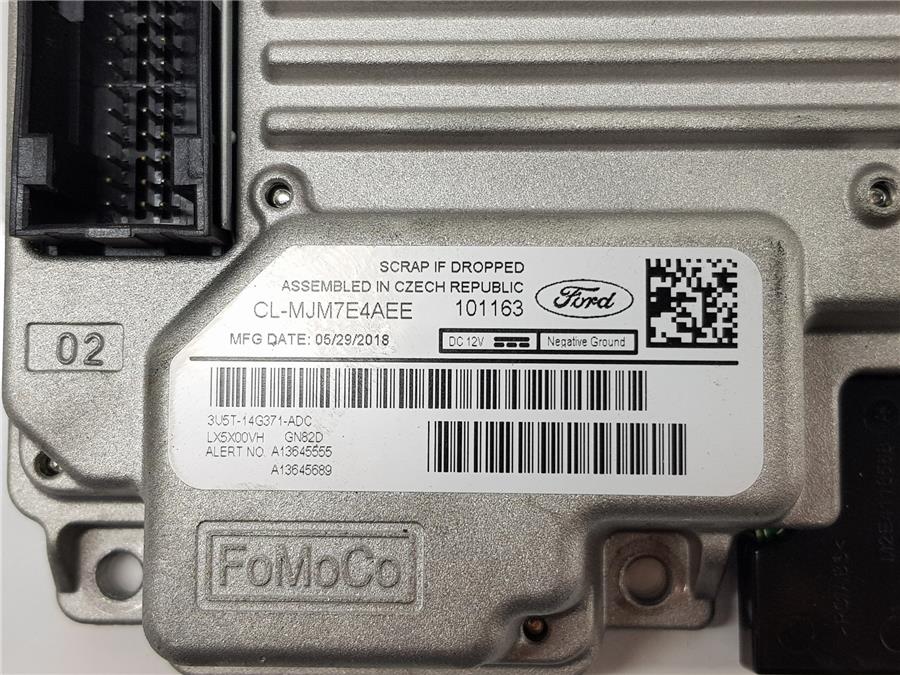 SCRAP IF DROPPED
ASSEMBLED IN CZECH REPUBLIC
CL-MJM7E4AEE 101163
Ford
MFG DATE: 05/29/2018
DC 12V Negative Ground
02
3U5T-14G371-ADC
LX5X00VH GN82D
ALERT NO. A13645555
A13645689
FoMoCo